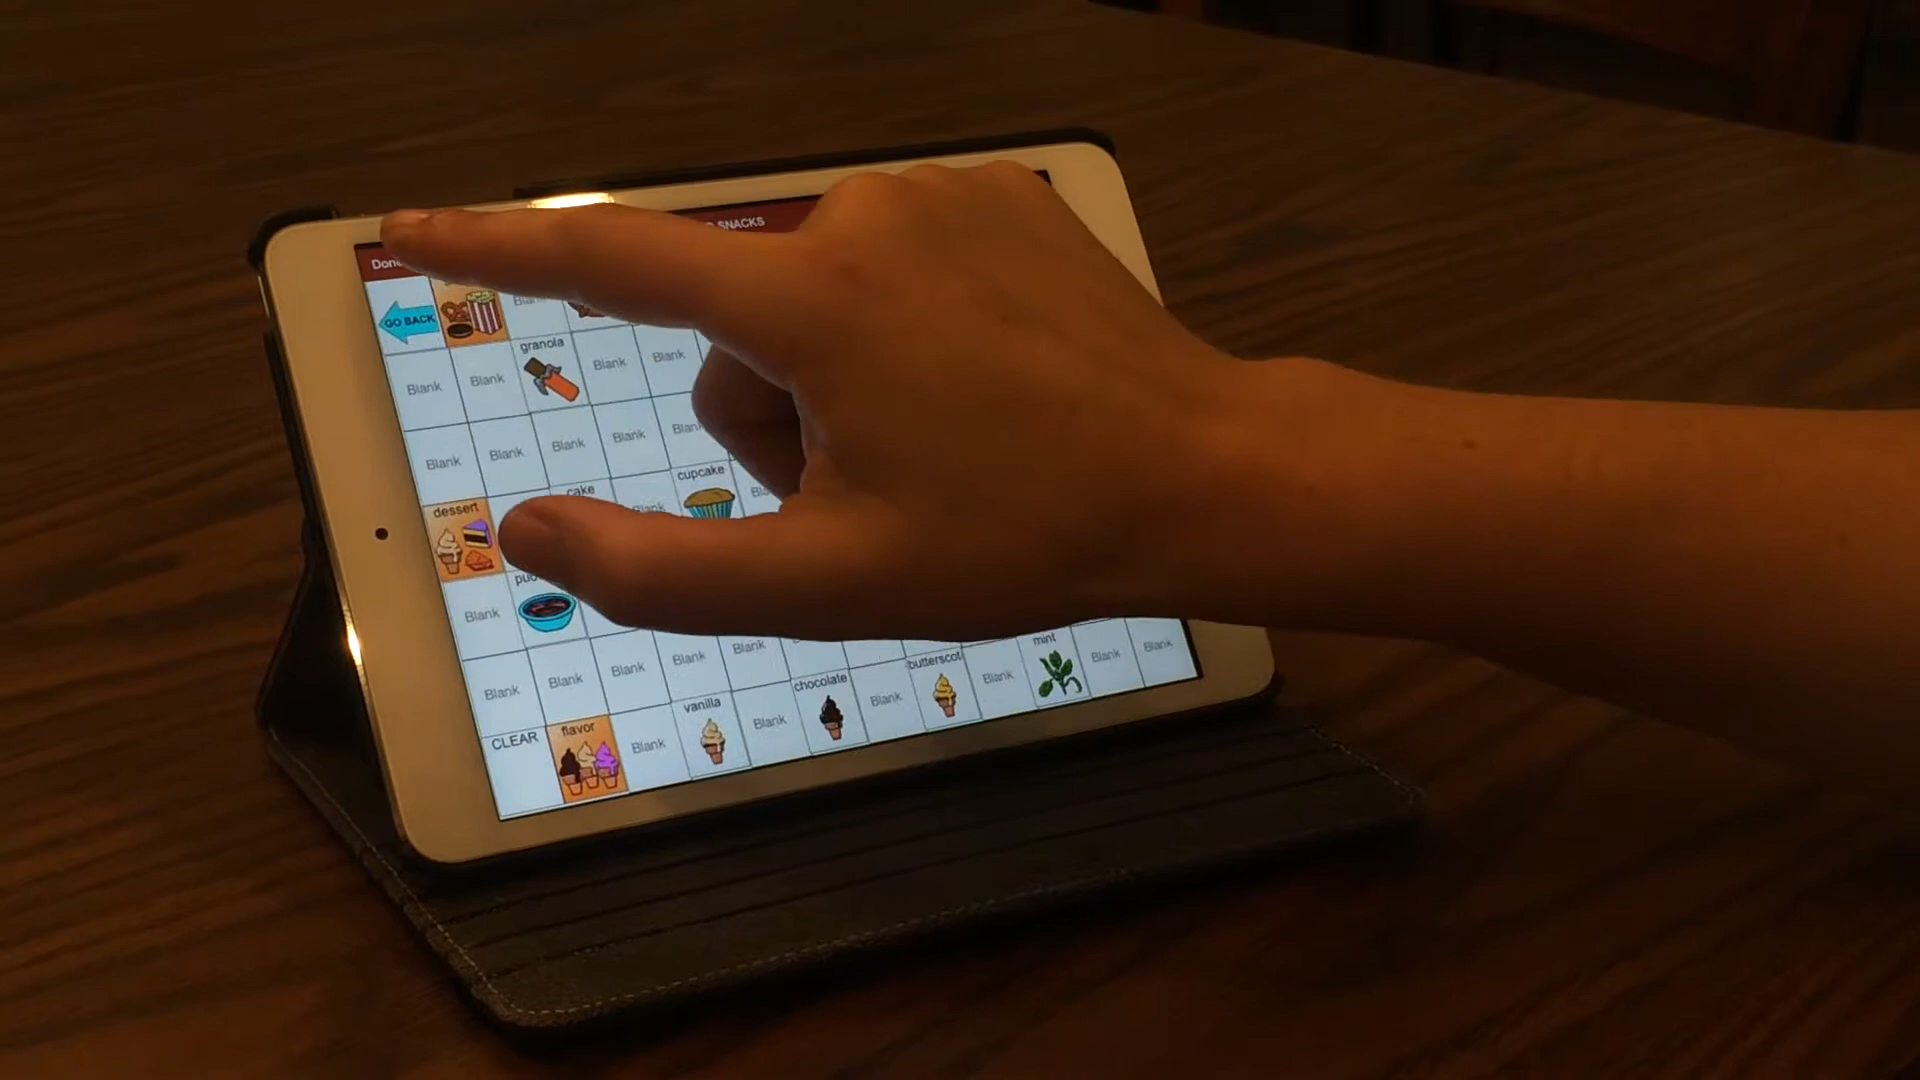 SNACKS
GO BACK
Blank
granola
Blank Blank Blank Blank
Blank Blank Blank Blank
dessert cake Blank cupcake
Blank
Blank Blank Blank Blank Blank
CLEAR flavor Blank vanilla Blank chocolate Blank butterscot Blank mint Blank Blank